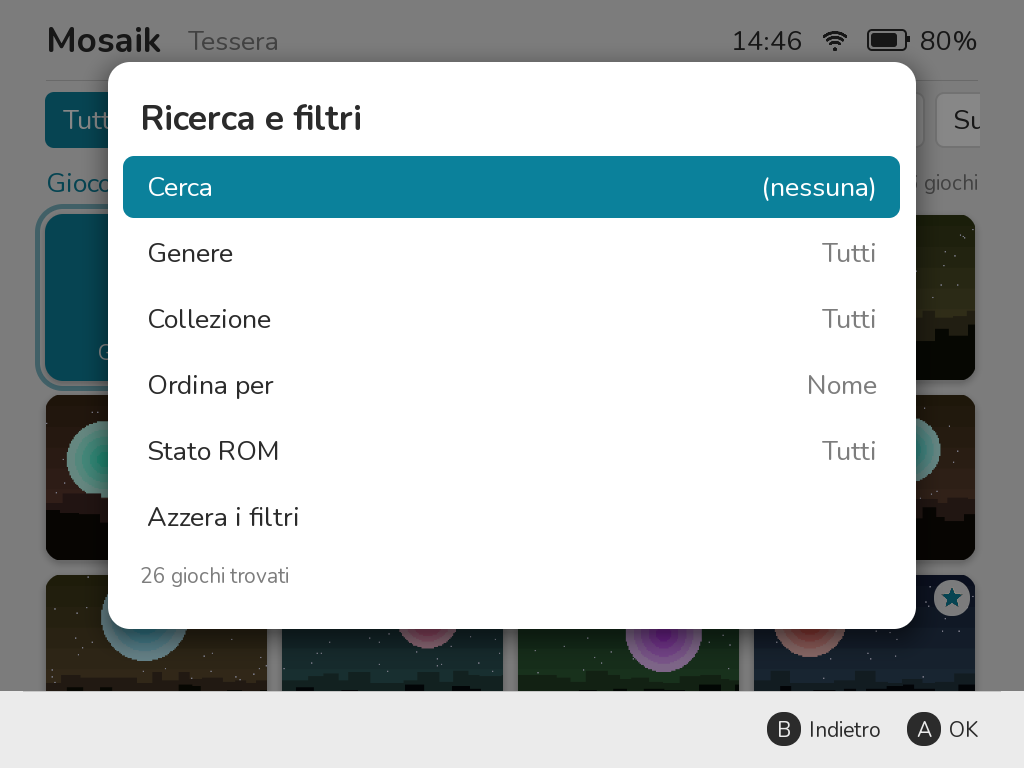 Mosaik Tessera 14:46 80%
Ricerca e filtri
Cerca (nessuna)
Genere Tutti
Collezione Tutti
Ordina per Nome
Stato ROM Tutti
Azzera i filtri
26 giochi trovati
giochi
B Indietro A OK